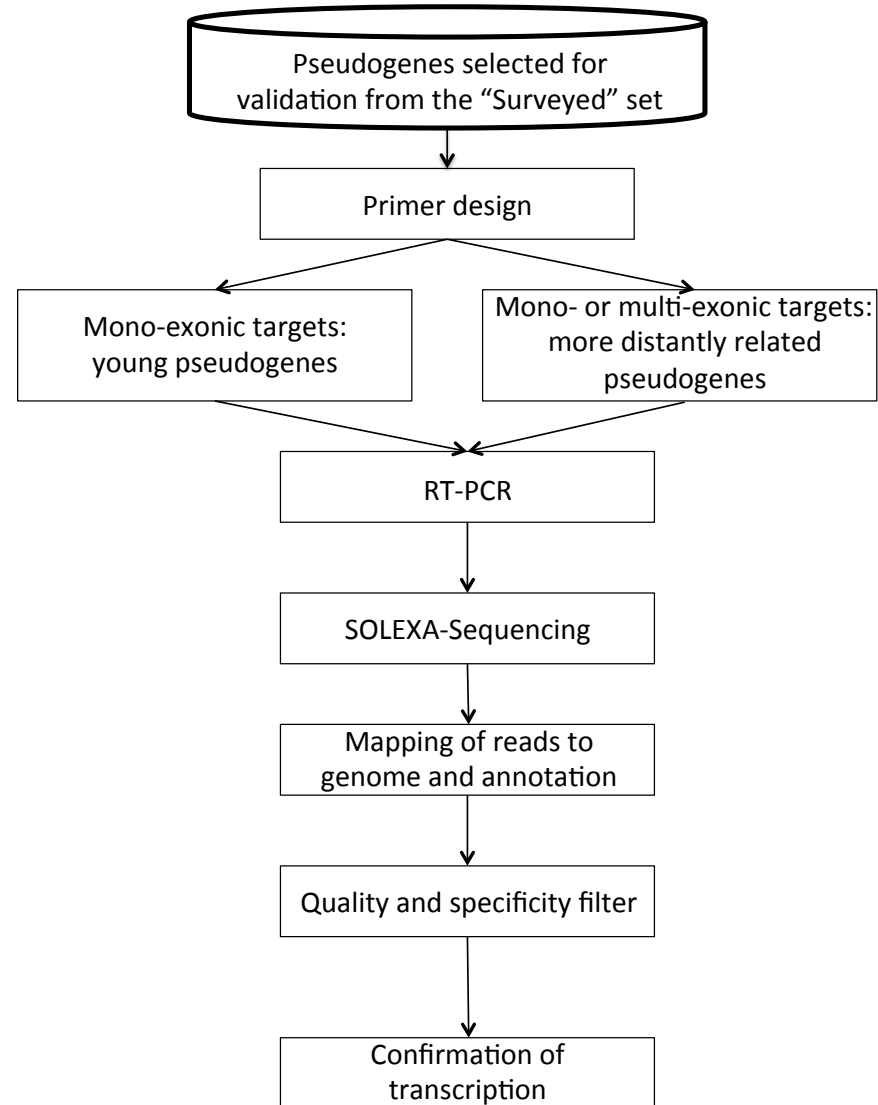 Pseudogenes selected for
validation from the “Surveyed” set
Primer design
Mono-exonic targets:
young pseudogenes
Mono- or multi-exonic targets:
more distantly related
pseudogenes
RT-PCR
SOLEXA-Sequencing
Mapping of reads to
genome and annotation
Quality and specificity filter
Confirmation of
transcription